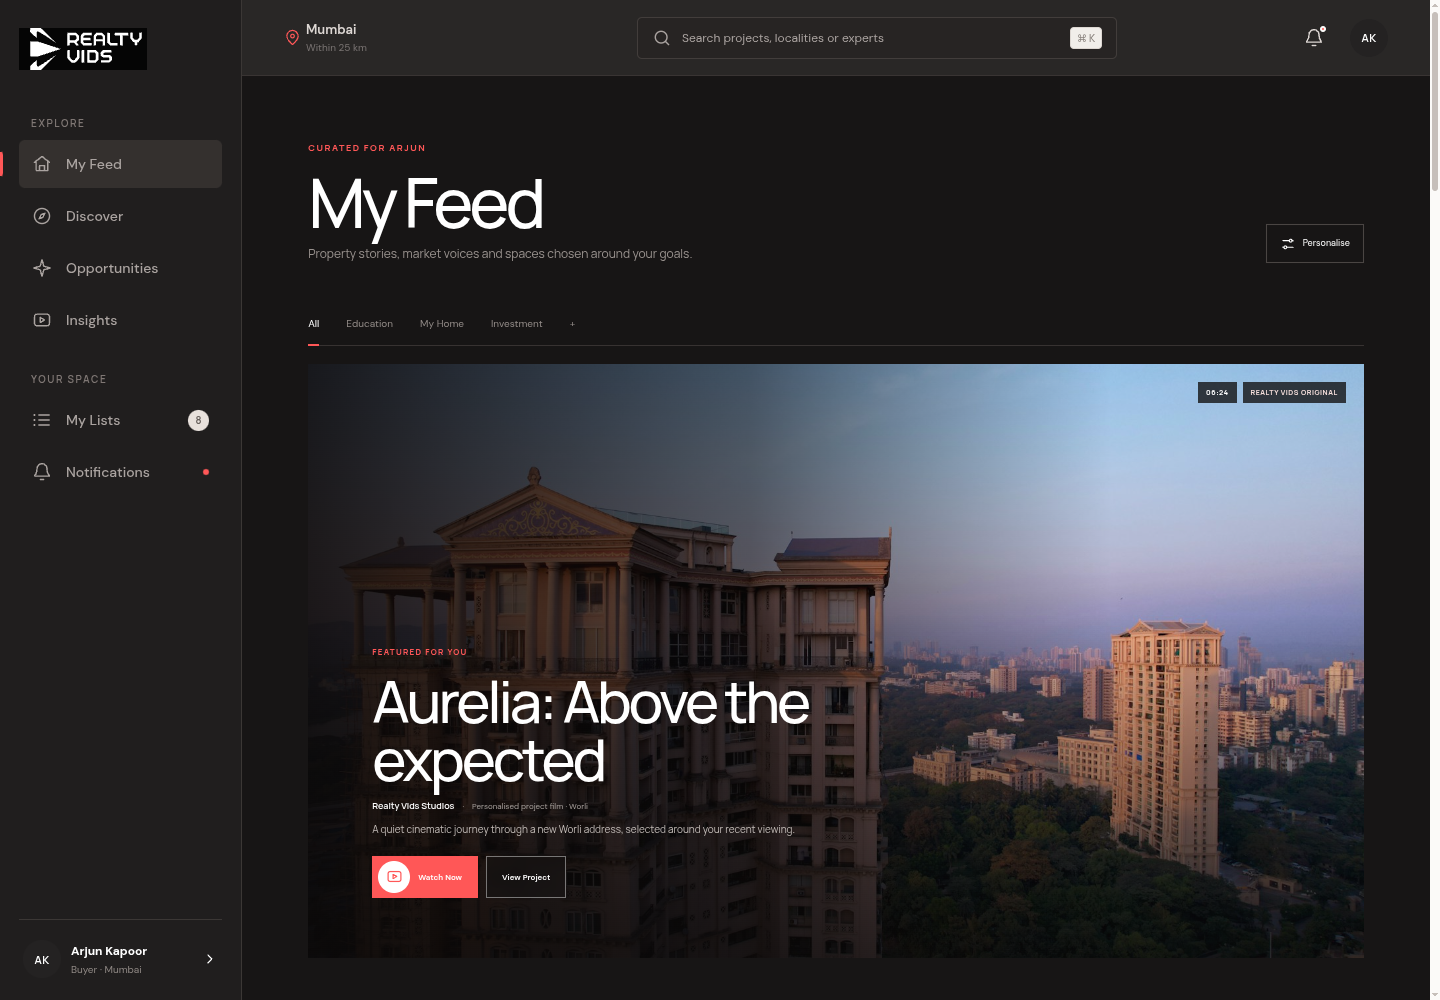 REALTY
VIDS
EXPLORE
My Feed
Discover
Opportunities
Insights
YOUR SPACE
My Lists
8
Notifications
AK
Arjun Kapoor
Buyer · Mumbai
Mumbai
Within 25 km
Search projects, localities or experts
⌘ K
AK
CURATED FOR ARJUN
My Feed
Property stories, market voices and spaces chosen around your goals.
Personalise
All
Education
My Home
Investment
+
06:24
REALTY VIDS ORIGINAL
FEATURED FOR YOU
Aurelia: Above the
expected
Realty Vids Studios · Personalised project film · Worli
A quiet cinematic journey through a new Worli address, selected around your recent viewing.
Watch Now
View Project